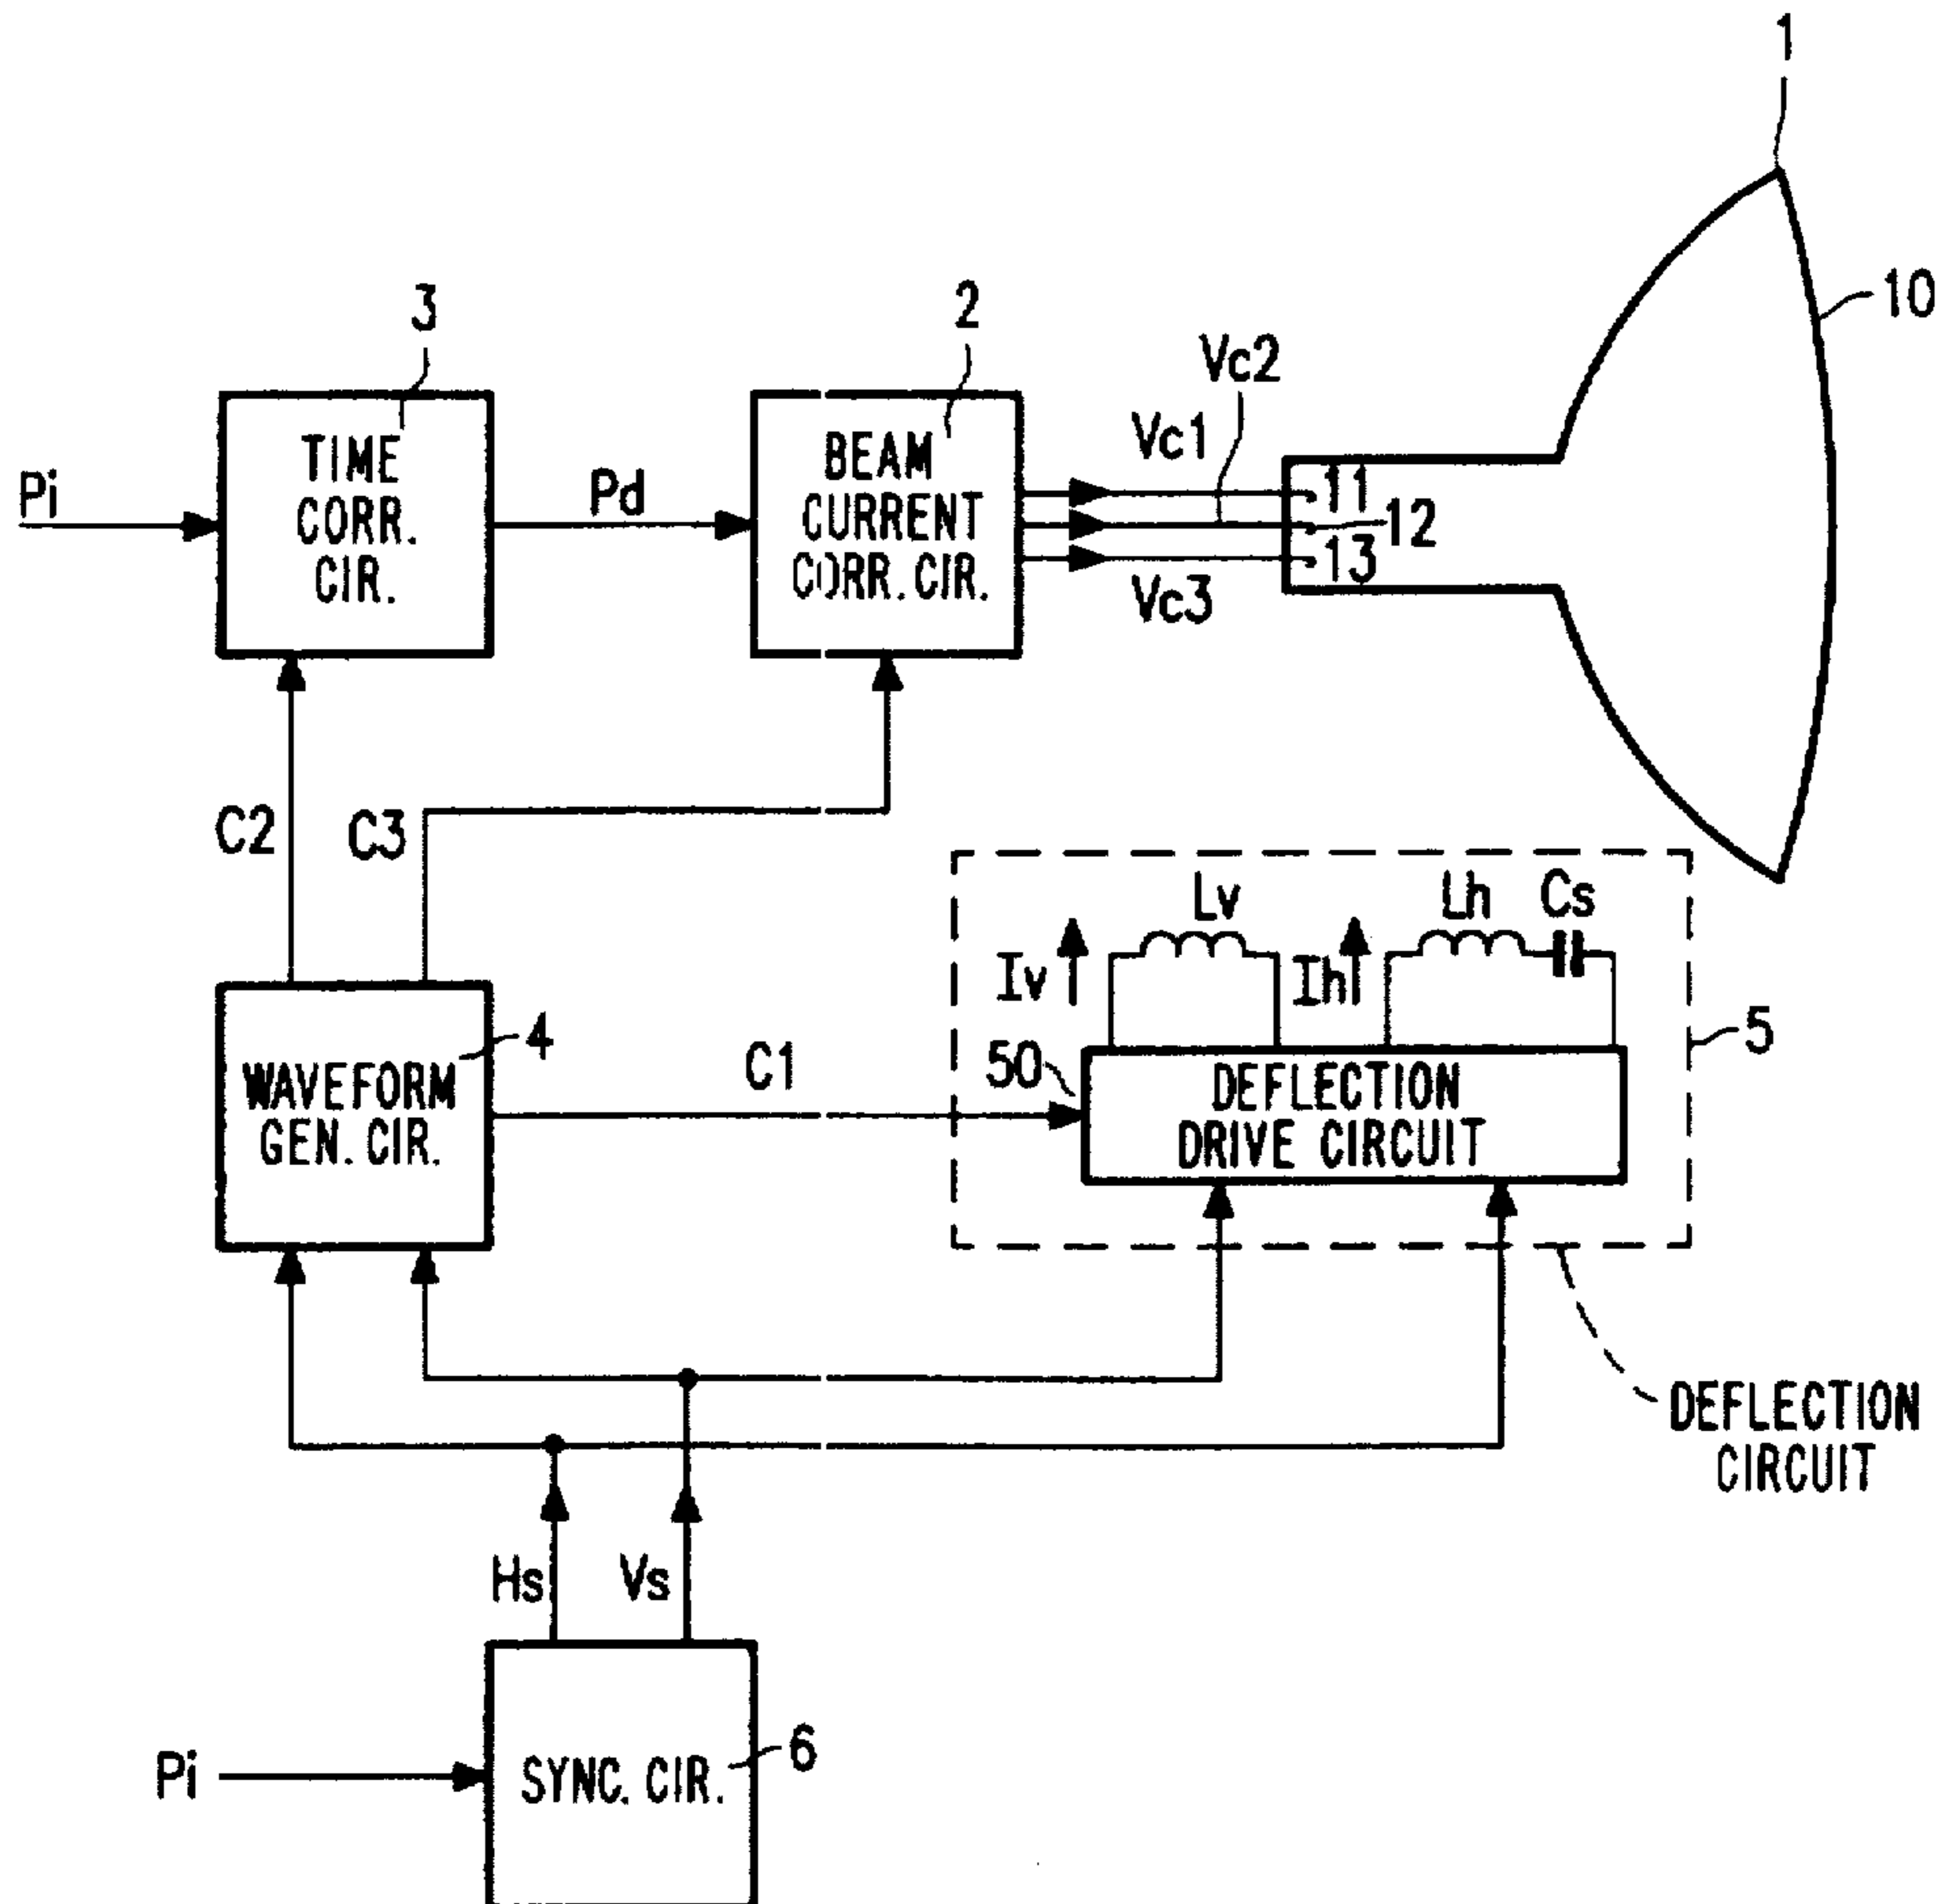 1
10
3
2
Vc2
Vc1
Pi
TIME
CORR.
CIR.
Pd
BEAM
CURRENT
CORR. CIR.
11
12
13
Vc3
C2
C3
Lv
Lh
Cs
Iv
Ih
5
4
WAVEFORM
GEN. CIR.
C1
50
DEFLECTION
DRIVE CIRCUIT
DEFLECTION
CIRCUIT
Hs
Vs
Pi
SYNC. CIR.
6